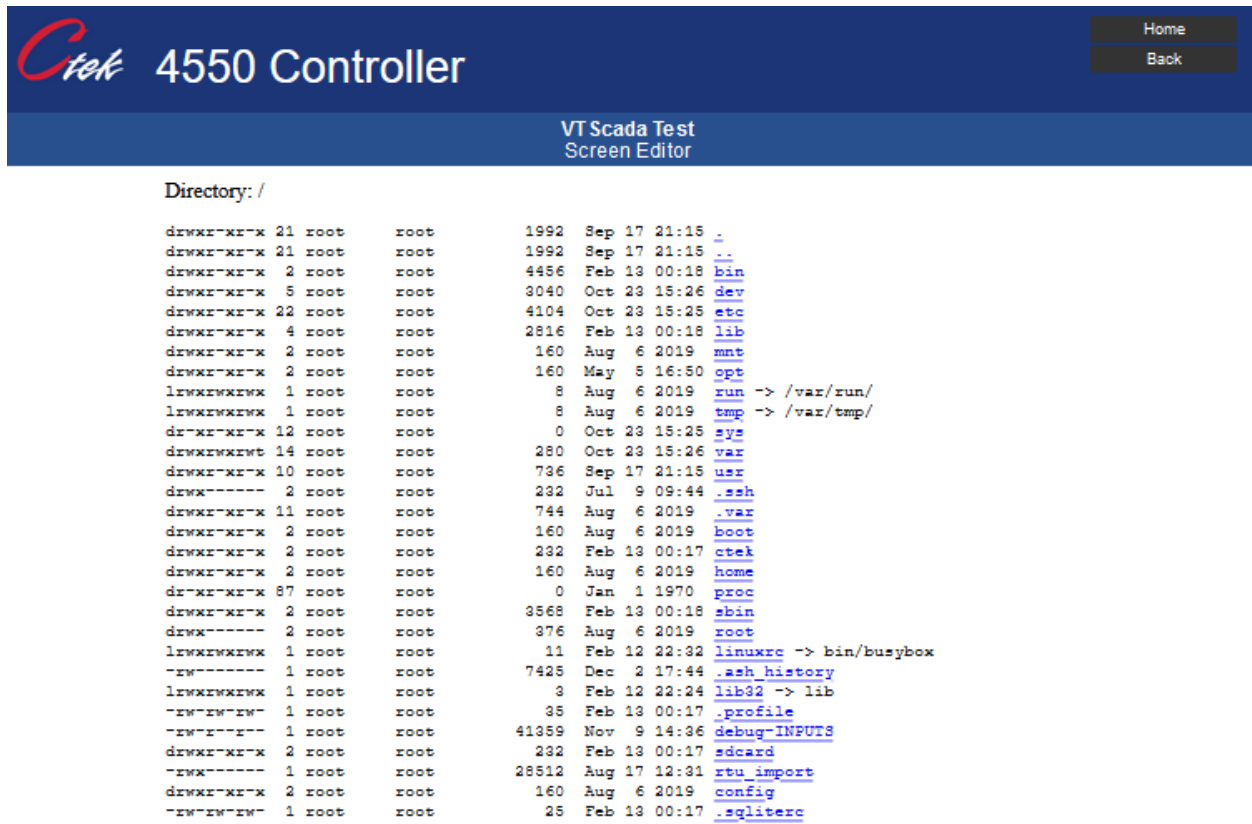 Ctek 4550 Controller
Home
Back
VTScada Test
Screen Editor
Directory: /
drwxr-xr-x 21 root root 1992 Sep 17 21:15 .
drwxr-xr-x 21 root root 1992 Sep 17 21:15 ..
drwxr-xr-x 2 root root 4456 Feb 13 00:18 bin
drwxr-xr-x 5 root root 3040 Oct 23 15:26 dev
drwxr-xr-x 22 root root 4104 Oct 23 15:25 etc
drwxr-xr-x 4 root root 2816 Feb 13 00:18 lib
drwxr-xr-x 2 root root 160 Aug 6 2019 mnt
drwxr-xr-x 2 root root 160 May 5 16:50 opt
lrwxrwxrwx 1 root root 8 Aug 6 2019 run -> /var/run/
lrwxrwxrwx 1 root root 8 Aug 6 2019 tmp -> /var/tmp/
dr-xr-xr-x 12 root root 0 Oct 23 15:25 sys
drwxrwxrwt 14 root root 280 Oct 23 15:26 var
drwxr-xr-x 10 root root 736 Sep 17 21:15 usr
drwx------ 2 root root 232 Jul 9 09:44 .ssh
drwxr-xr-x 11 root root 744 Aug 6 2019 .var
drwxr-xr-x 2 root root 160 Aug 6 2019 boot
drwxr-xr-x 2 root root 232 Feb 13 00:17 ctek
drwxr-xr-x 2 root root 160 Aug 6 2019 home
dr-xr-xr-x 87 root root 0 Jan 1 1970 proc
drwxr-xr-x 2 root root 3568 Feb 13 00:18 sbin
drwx------ 2 root root 376 Aug 6 2019 root
lrwxrwxrwx 1 root root 11 Feb 12 22:32 linuxrc -> bin/busybox
-rw------- 1 root root 7425 Dec 2 17:44 .ash_history
lrwxrwxrwx 1 root root 3 Feb 12 22:24 lib32 -> lib
-rw-rw-rw- 1 root root 35 Feb 13 00:17 .profile
-rw-r--r-- 1 root root 41359 Nov 9 14:36 debug-INPUTS
drwxr-xr-x 2 root root 232 Feb 13 00:17 sdcard
-rwx------ 1 root root 28512 Aug 17 12:31 rtu_import
drwxr-xr-x 2 root root 160 Aug 6 2019 config
-rw-rw-rw- 1 root root 25 Feb 13 00:17 .sqliterc